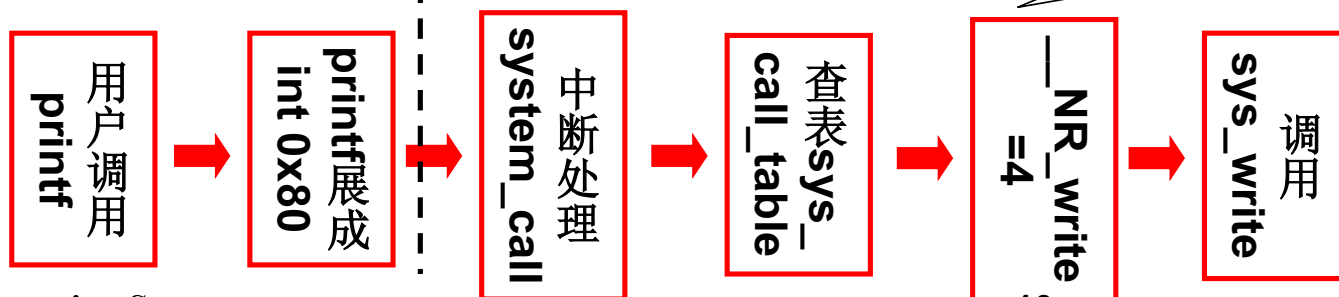 用户调用
printf
printf展成
int 0x80
中断处理
system_call
查表sys_
call_table
__NR_write
=4
调用
sys_write